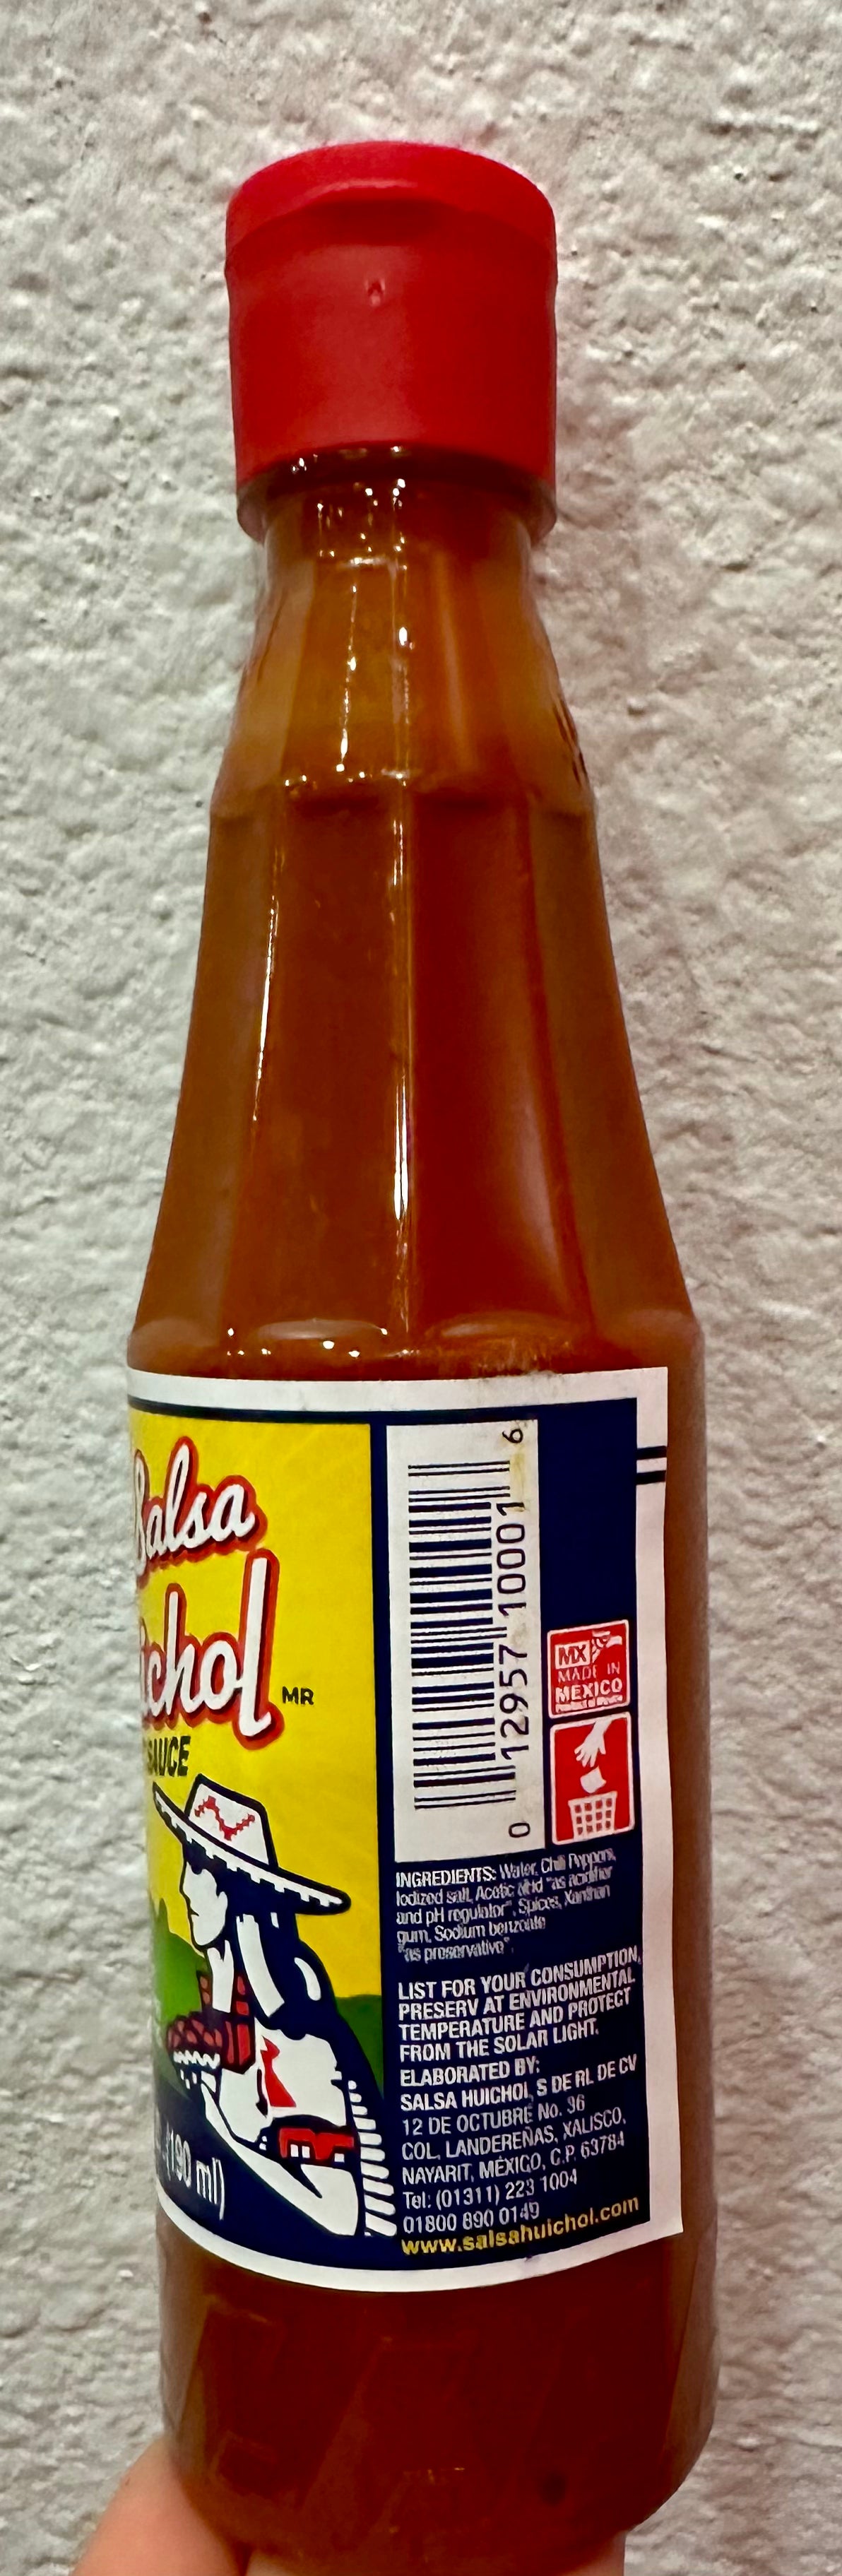 Salsa
ichol MR
SAUCE
(190 ml)
0 12957 10001 6
MX
MADE IN
MEXICO
INGREDIENTS: Water, Chili Peppers,
Iodized salt, Acetic acid "as acidifier
and pH regulator", Spices, Xanthan
gum, Sodium benzoate
"as preservative".
LIST FOR YOUR CONSUMPTION,
PRESERV AT ENVIRONMENTAL
TEMPERATURE AND PROTECT
FROM THE SOLAR LIGHT.
ELABORATED BY:
SALSA HUICHOL S DE RL DE CV
12 DE OCTUBRE No. 36
COL. LANDEREÑAS, XALISCO,
NAYARIT, MÉXICO, C.P. 63784
Tel: (01311) 223 1004
01800 890 0149
www.salsahuichol.com